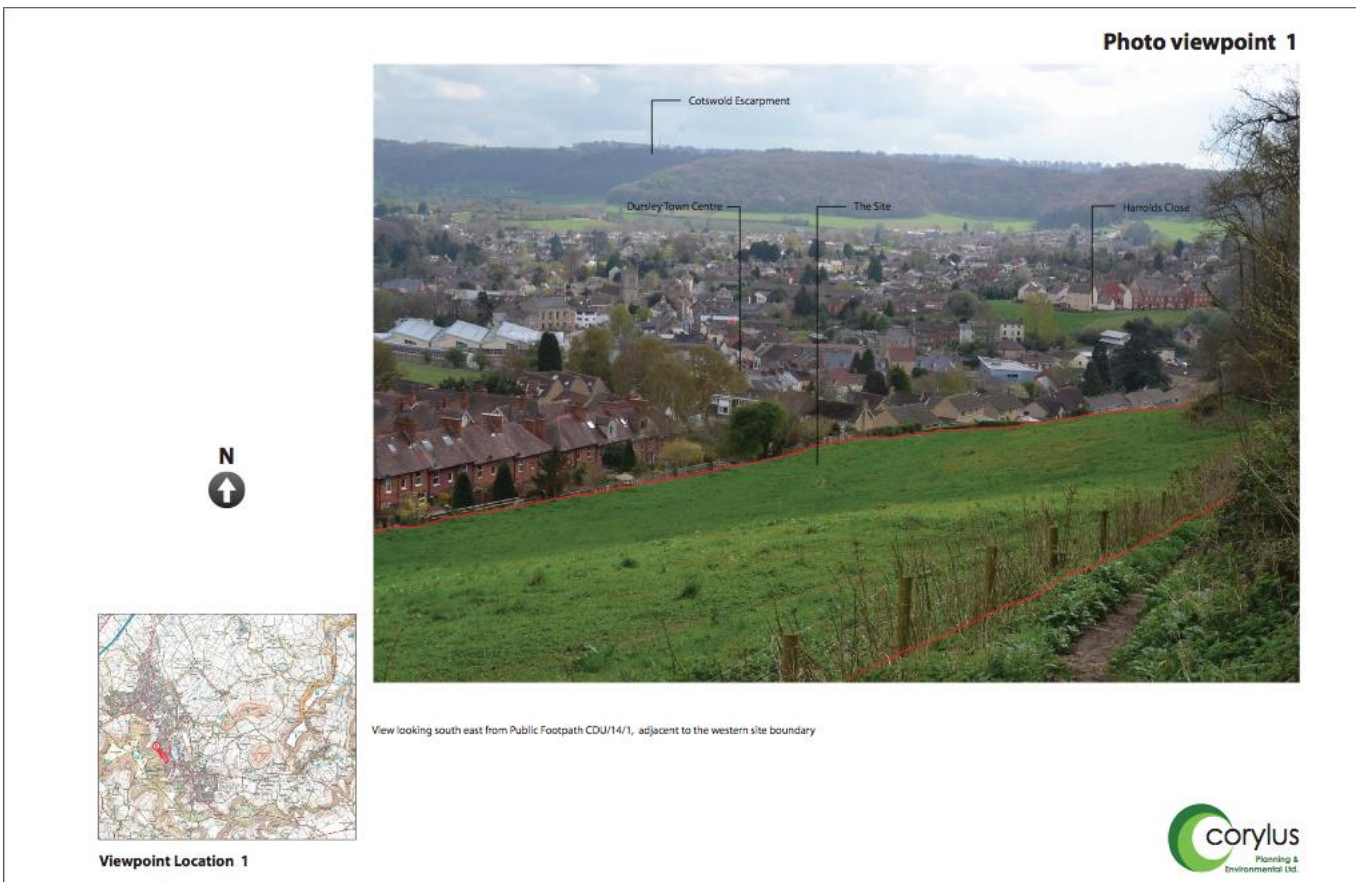 Photo viewpoint 1
Cotswold Escarpment
Dursley Town Centre
The Site
Harrolds Close
N
View looking south east from Public Footpath CDU/14/1, adjacent to the western site boundary
Viewpoint Location 1
corylus
Planning &
Environmental Ltd.